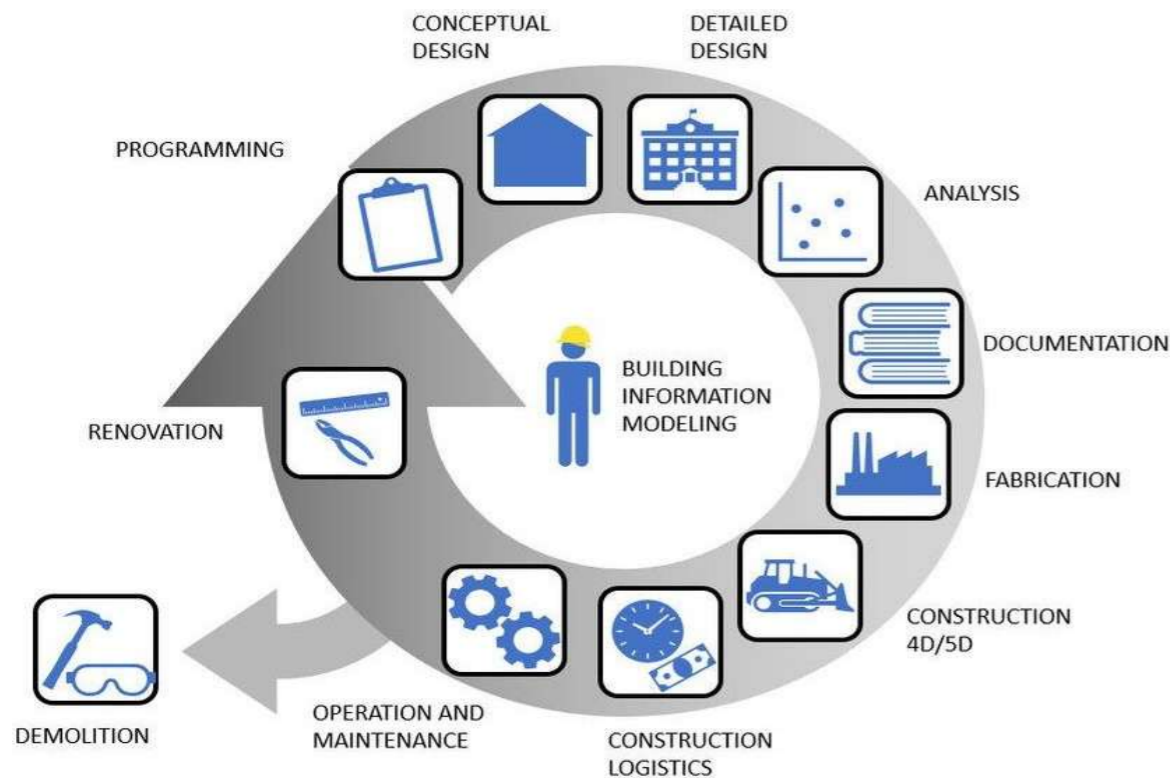 CONCEPTUAL
DESIGN
DETAILED
DESIGN
PROGRAMMING
ANALYSIS
DOCUMENTATION
BUILDING
INFORMATION
MODELING
RENOVATION
FABRICATION
CONSTRUCTION
4D/5D
OPERATION AND
MAINTENANCE
CONSTRUCTION
LOGISTICS
DEMOLITION